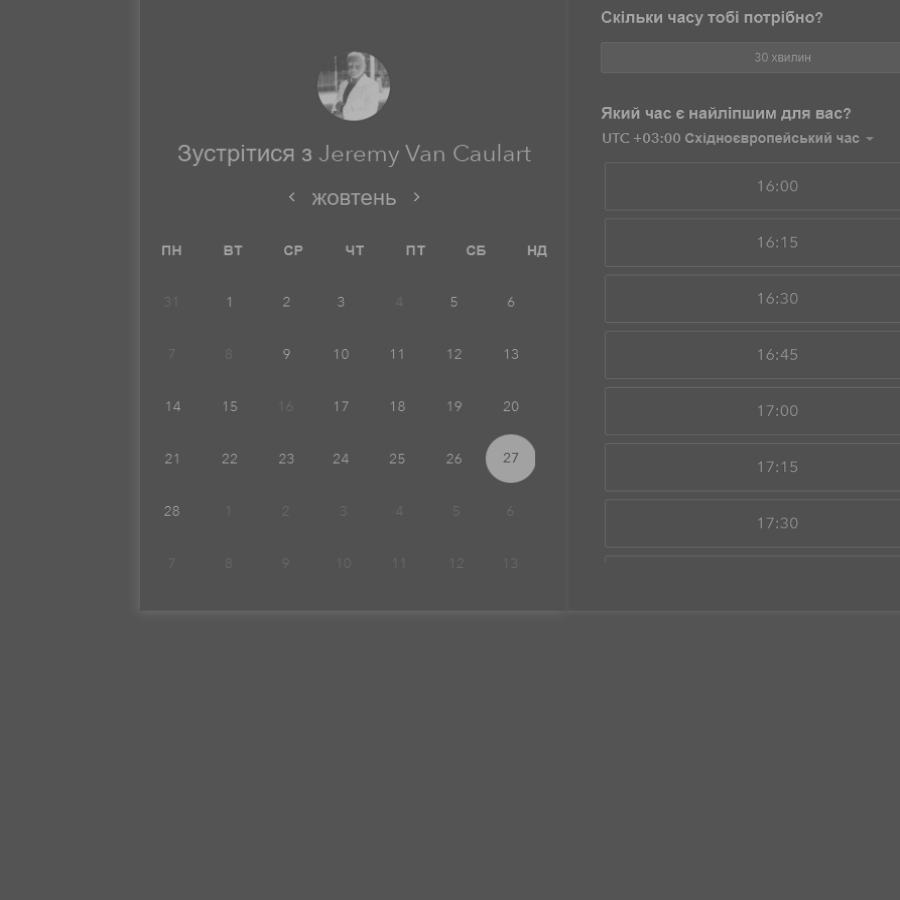 Зустрітися з Jeremy Van Caulart
жовтень
ПН ВТ СР ЧТ ПТ СБ НД
31 1 2 3 4 5 6
7 8 9 10 11 12 13
14 15 16 17 18 19 20
21 22 23 24 25 26 27
28 1 2 3 4 5 6
7 8 9 10 11 12 13
Скільки часу тобі потрібно?
30 хвилин
Який час є найліпшим для вас?
UTC +03:00 Східноєвропейський час
16:00
16:15
16:30
16:45
17:00
17:15
17:30